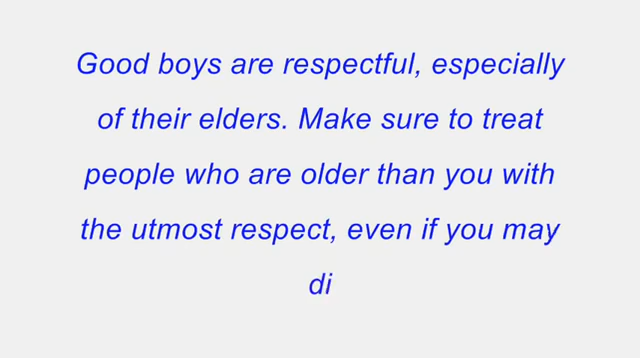 Good boys are respectful, especially
of their elders. Make sure to treat
people who are older than you with
the utmost respect, even if you may
di